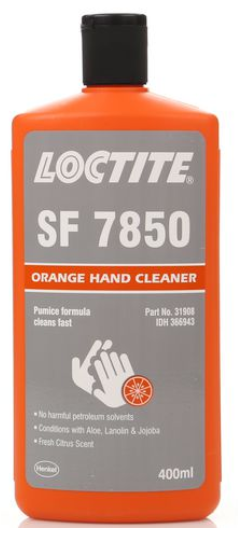 LOCTITE®
SF 7850
ORANGE HAND CLEANER
Pumice formula
cleans fast
Part No. 31908
IDH 366943
• No harmful petroleum solvents
• Conditions with Aloe, Lanolin & Jojoba
• Fresh Citrus Scent
Henkel
400ml